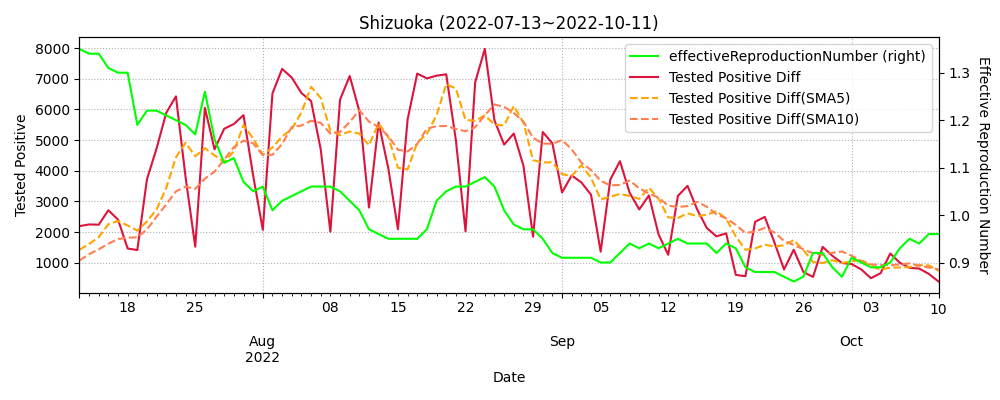 Shizuoka (2022-07-13~2022-10-11)
effectiveReproductionNumber (right)
Tested Positive Diff
Tested Positive Diff(SMA5)
Tested Positive Diff(SMA10)
Tested Positive
8000
7000
6000
5000
4000
3000
2000
1000
Effective Reproduction Number
1.3
1.2
1.1
1.0
0.9
18 25 08 15 22 29 05 12 19 26 03 10
Aug Sep Oct
2022
Date